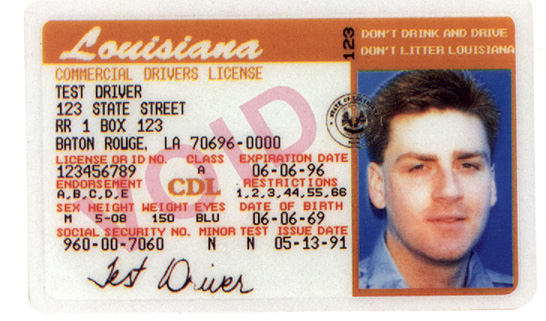 Louisiana
DON'T DRINK AND DRIVE
DON'T LITTER LOUISIANA
123
COMMERCIAL DRIVERS LICENSE
TEST DRIVER
123 STATE STREET
RR 1 BOX 123
BATON ROUGE, LA 70696-0000
VOID
LICENSE OR ID NO. CLASS EXPIRATION DATE
123456789 A 06-06-96
ENDORSEMENT CDL RESTRICTIONS
A,B,C,D,E 1,2,3,44,55,66
SEX HEIGHT WEIGHT EYES DATE OF BIRTH
M 5-08 150 BLU 06-06-69
SOCIAL SECURITY NO. MINOR TEST ISSUE DATE
960-00-7060 N N 05-13-91
Test Driver